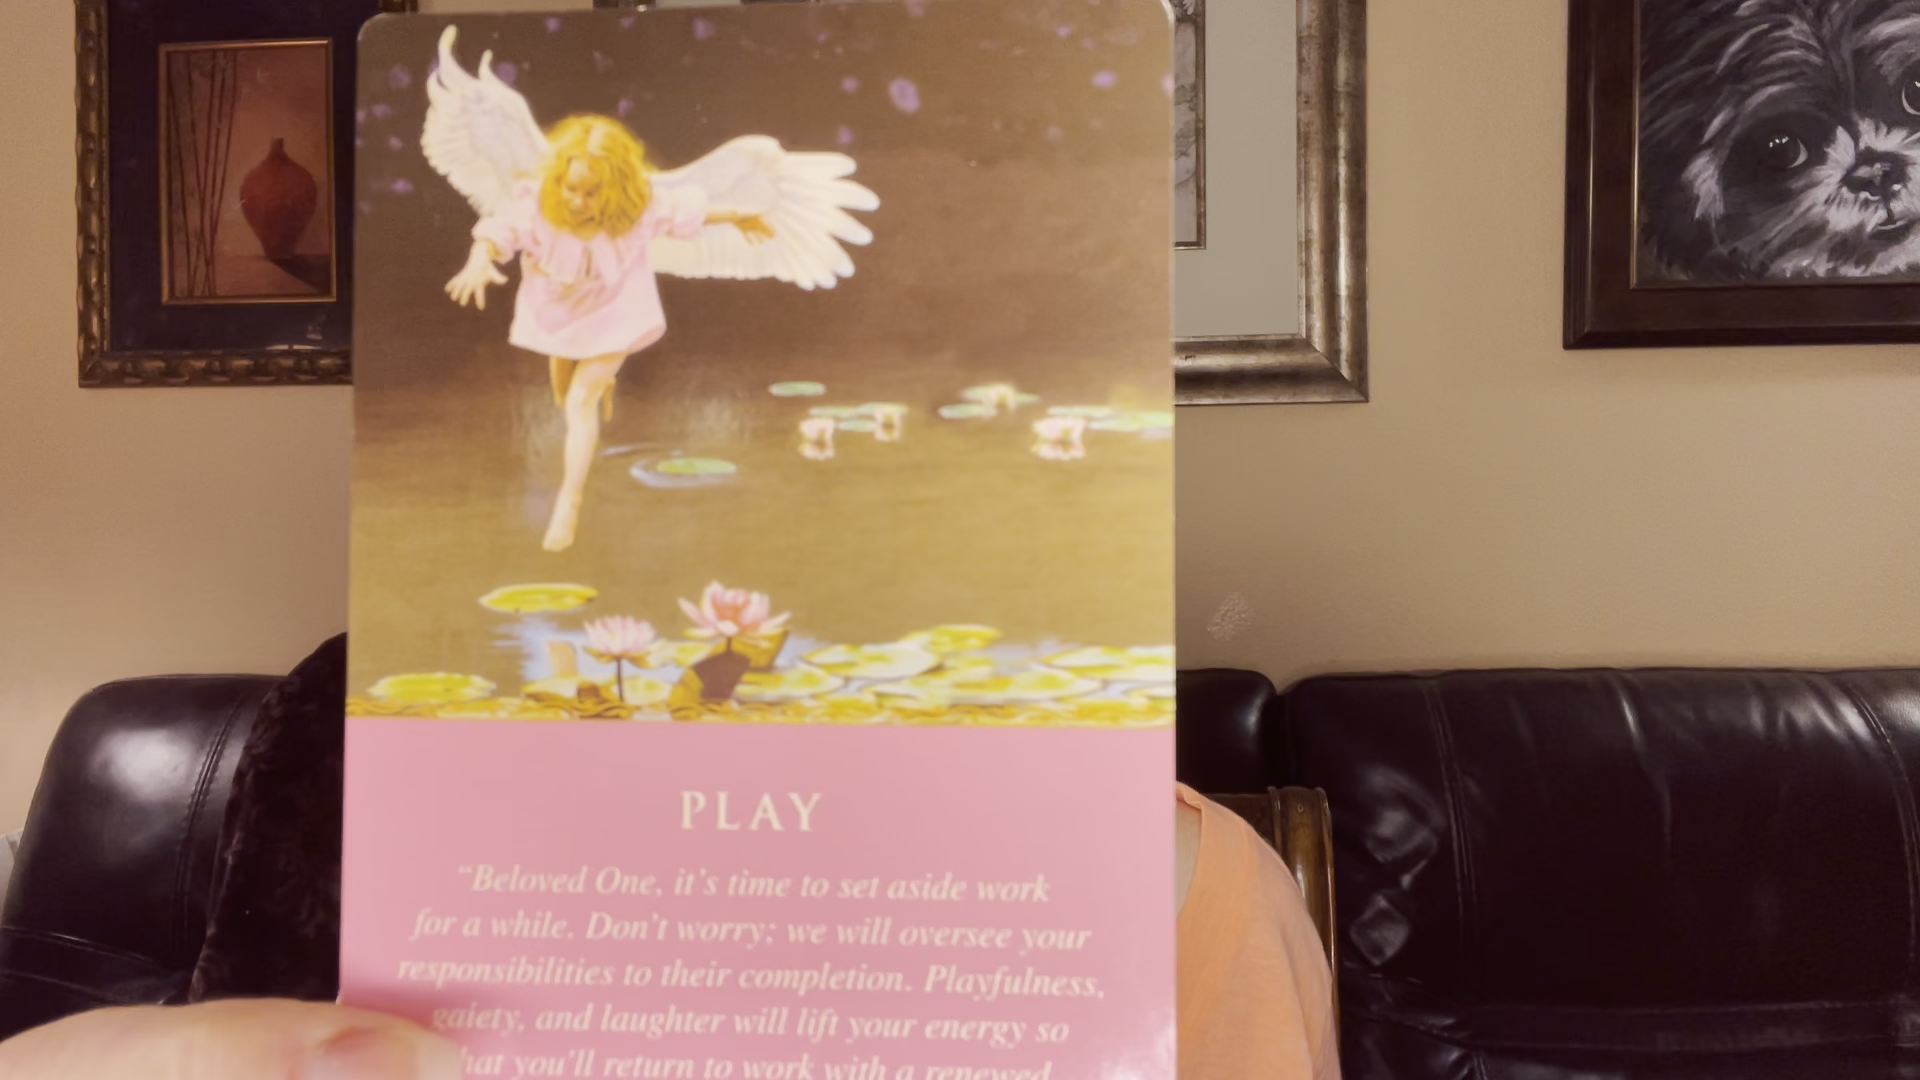 PLAY
“Beloved One, it’s time to set aside work
for a while. Don’t worry; we will oversee your
responsibilities to their completion. Playfulness,
gaiety, and laughter will lift your energy so
that you’ll return to work with a renewed